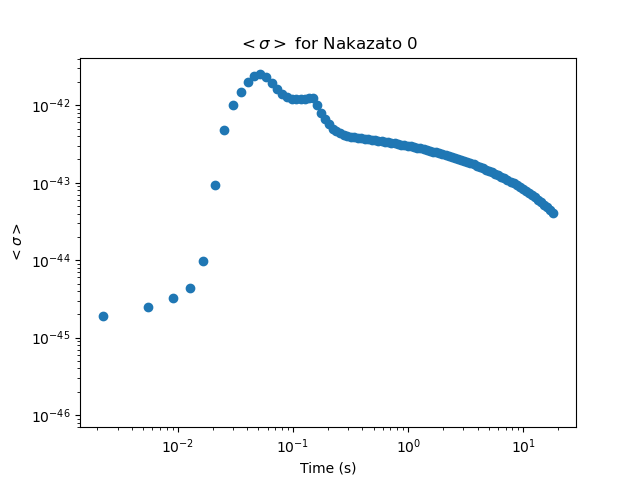 <σ> for Nakazato 0
<σ>
10⁻⁴²
10⁻⁴³
10⁻⁴⁴
10⁻⁴⁵
10⁻⁴⁶
10⁻² 10⁻¹ 10⁰ 10¹
Time (s)